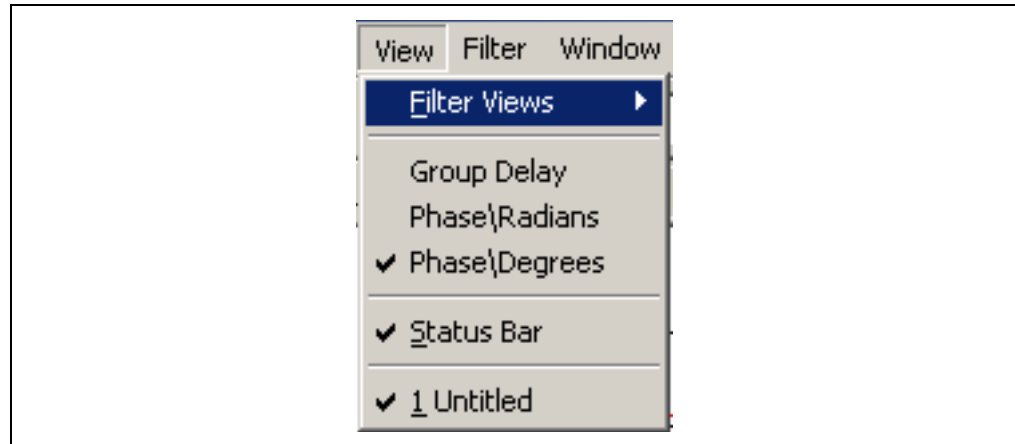 View Filter Window
Filter Views
Group Delay
Phase\Radians
Phase\Degrees
Status Bar
1 Untitled